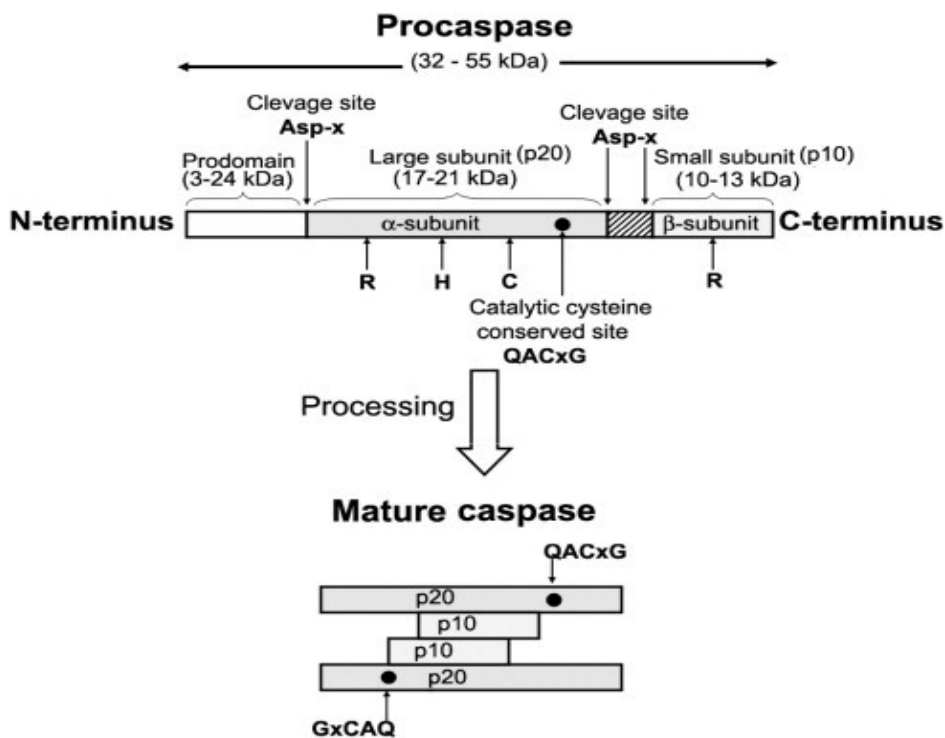 Procaspase
(32 - 55 kDa)
Clevage site
Asp-x
Clevage site
Asp-x
Prodomain
(3-24 kDa)
Large subunit (p20)
(17-21 kDa)
Small subunit (p10)
(10-13 kDa)
N-terminus
α-subunit
β-subunit
C-terminus
R
H
C
R
Catalytic cysteine
conserved site
QACxG
Processing
Mature caspase
QACxG
p20
p10
p10
p20
GxCAQ